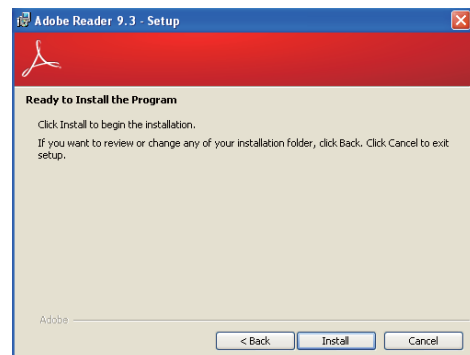 Adobe Reader 9.3 - Setup
Ready to Install the Program
Click Install to begin the installation.
If you want to review or change any of your installation folder, click Back. Click Cancel to exit
setup.
Adobe
< Back Install Cancel